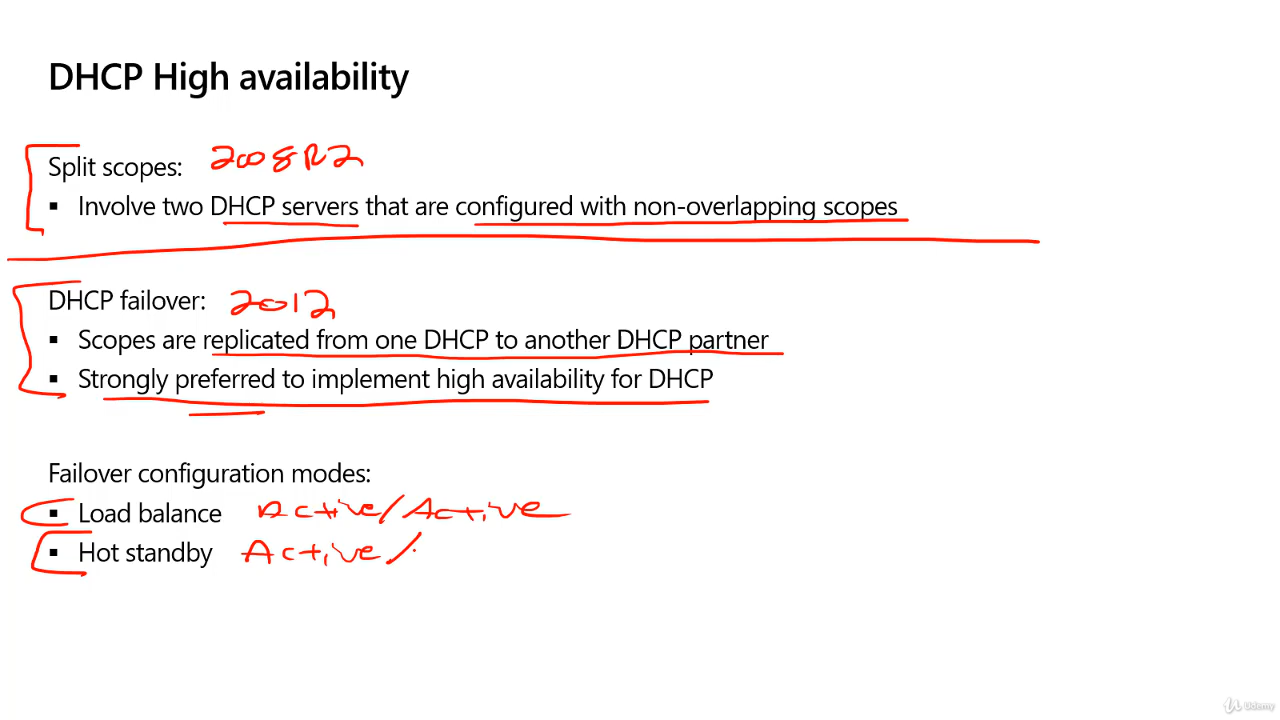 DHCP High availability
Split scopes: 2008R2
▪ Involve two DHCP servers that are configured with non-overlapping scopes
DHCP failover: 2012
▪ Scopes are replicated from one DHCP to another DHCP partner
▪ Strongly preferred to implement high availability for DHCP
Failover configuration modes:
▪ Load balance Active/Active
▪ Hot standby Active/
Udemy